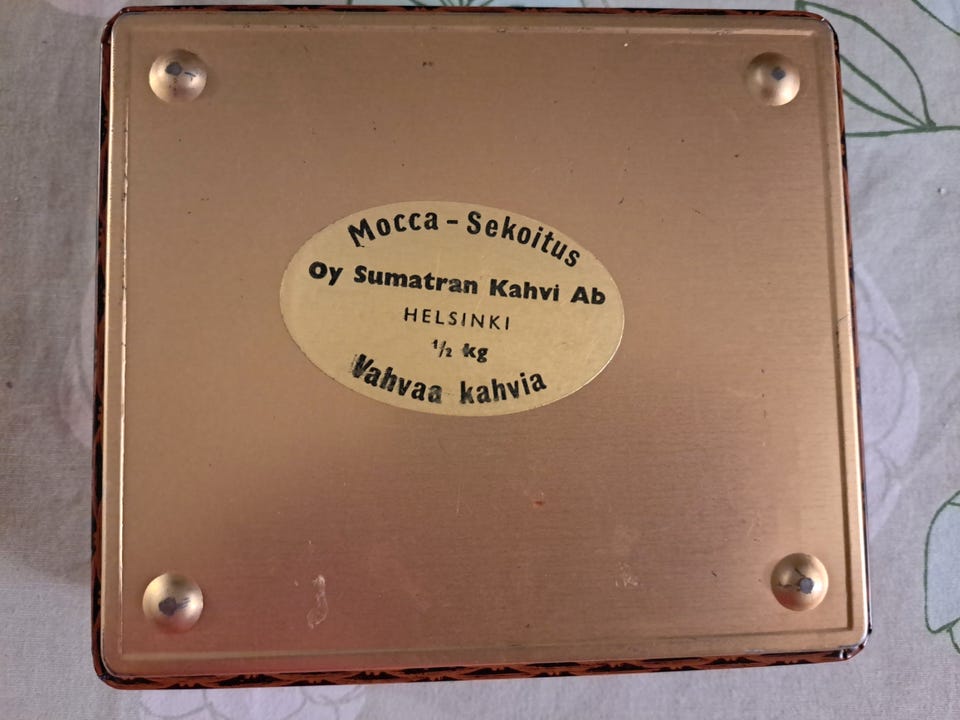 Mocca - Sekoitus
Oy Sumatran Kahvi Ab
HELSINKI
½ kg
Vahvaa kahvia